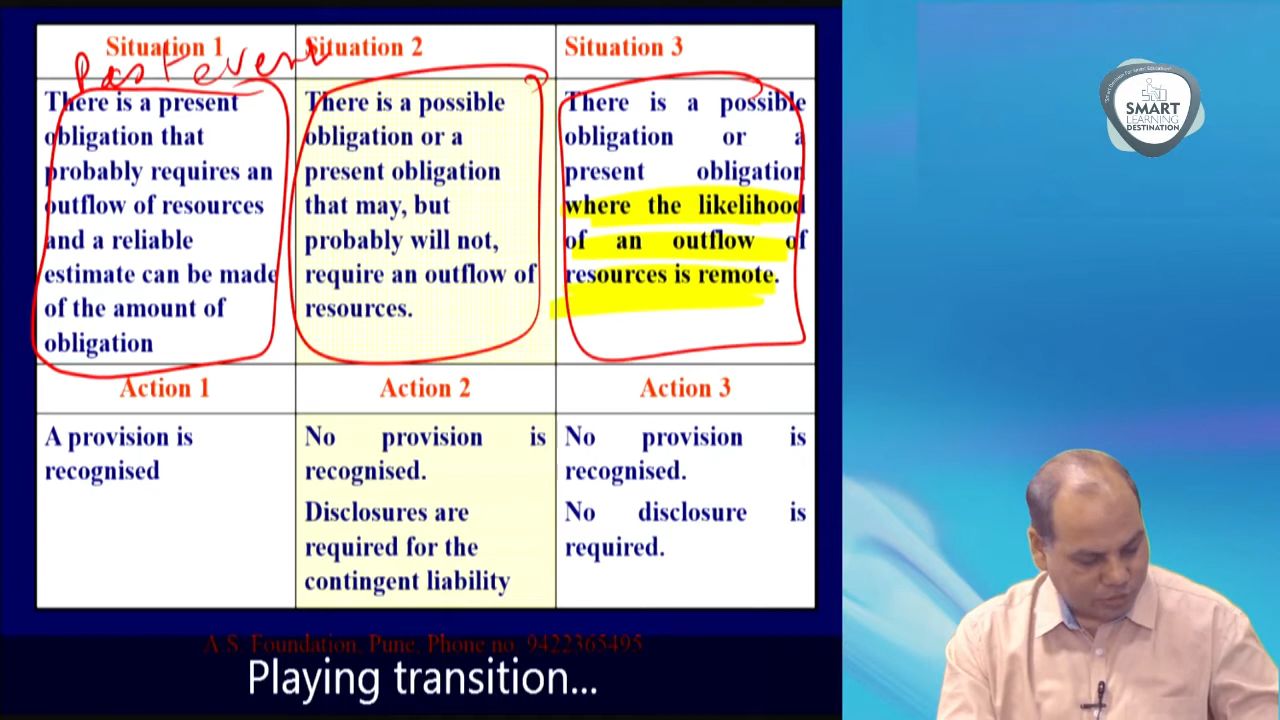 Situation 1
Situation 2
Situation 3
Past event
There is a present
obligation that
probably requires an
outflow of resources
and a reliable
estimate can be made
of the amount of
obligation
There is a possible
obligation or a
present obligation
that may, but
probably will not,
require an outflow of
resources.
There is a possible
obligation or a
present obligation
where the likelihood
of an outflow of
resources is remote.
Action 1
Action 2
Action 3
A provision is
recognised
No provision is
recognised.
Disclosures are
required for the
contingent liability
No provision is
recognised.
No disclosure is
required.
A.S. Foundation, Pune, Phone no. 9422365495
Playing transition...
SMART
LEARNING
DESTINATION